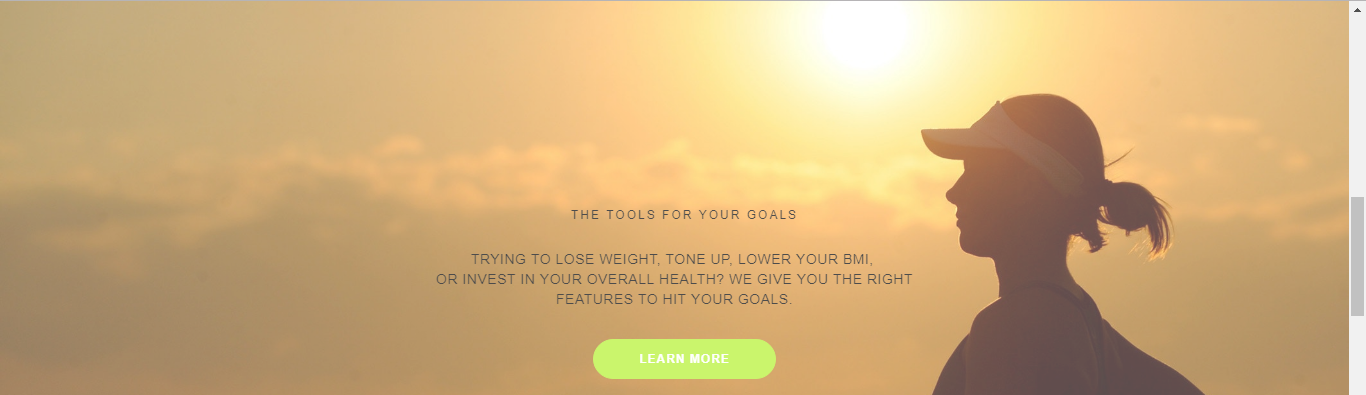 THE TOOLS FOR YOUR GOALS
TRYING TO LOSE WEIGHT, TONE UP, LOWER YOUR BMI,
OR INVEST IN YOUR OVERALL HEALTH? WE GIVE YOU THE RIGHT
FEATURES TO HIT YOUR GOALS.
LEARN MORE